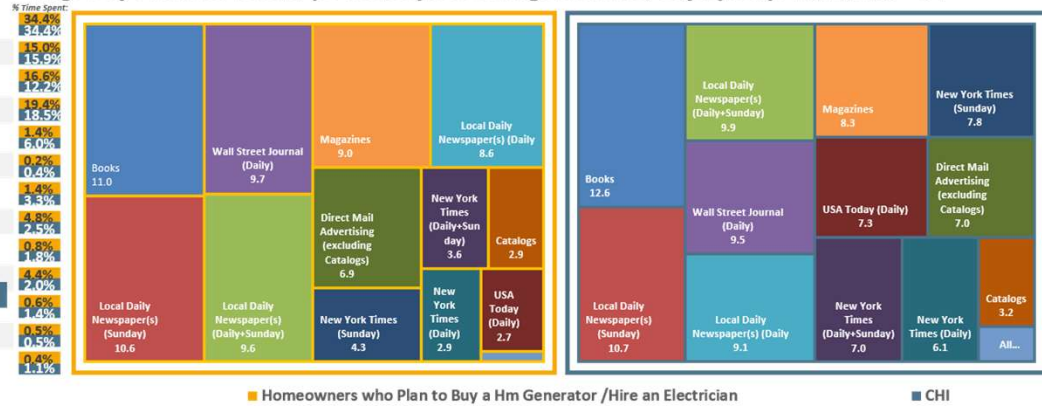 % Time Spent:
34.4%
34.4%
15.0%
15.9%
16.6%
12.2%
19.4%
18.5%
1.4%
6.0%
0.2%
0.4%
1.4%
3.3%
4.8%
2.5%
0.8%
1.8%
4.4%
2.0%
0.6%
1.4%
0.5%
0.5%
0.4%
1.1%
Books
11.0
Wall Street Journal
(Daily)
9.7
Magazines
9.0
Local Daily
Newspaper(s) (Daily
8.6
Local Daily
Newspaper(s)
(Sunday)
10.6
Local Daily
Newspaper(s)
(Daily+Sunday)
9.6
Direct Mail
Advertising
(excluding
Catalogs)
6.9
New York
Times
(Daily+Sun
day)
3.6
Catalogs
2.9
New York Times
(Sunday)
4.3
New
York
Times
(Daily)
2.9
USA
Today
(Daily)
2.7
Books
12.6
Local Daily
Newspaper(s)
(Daily+Sunday)
9.9
Magazines
8.3
New York Times
(Sunday)
7.8
Wall Street Journal
(Daily)
9.5
USA Today (Daily)
7.3
Direct Mail
Advertising
(excluding
Catalogs)
7.0
Local Daily
Newspaper(s)
(Sunday)
10.7
Local Daily
Newspaper(s) (Daily
9.1
New York
Times
(Daily+Sunday)
7.0
New York
Times (Daily)
6.1
Catalogs
3.2
All...
Homeowners who Plan to Buy a Hm Generator /Hire an Electrician
CHI